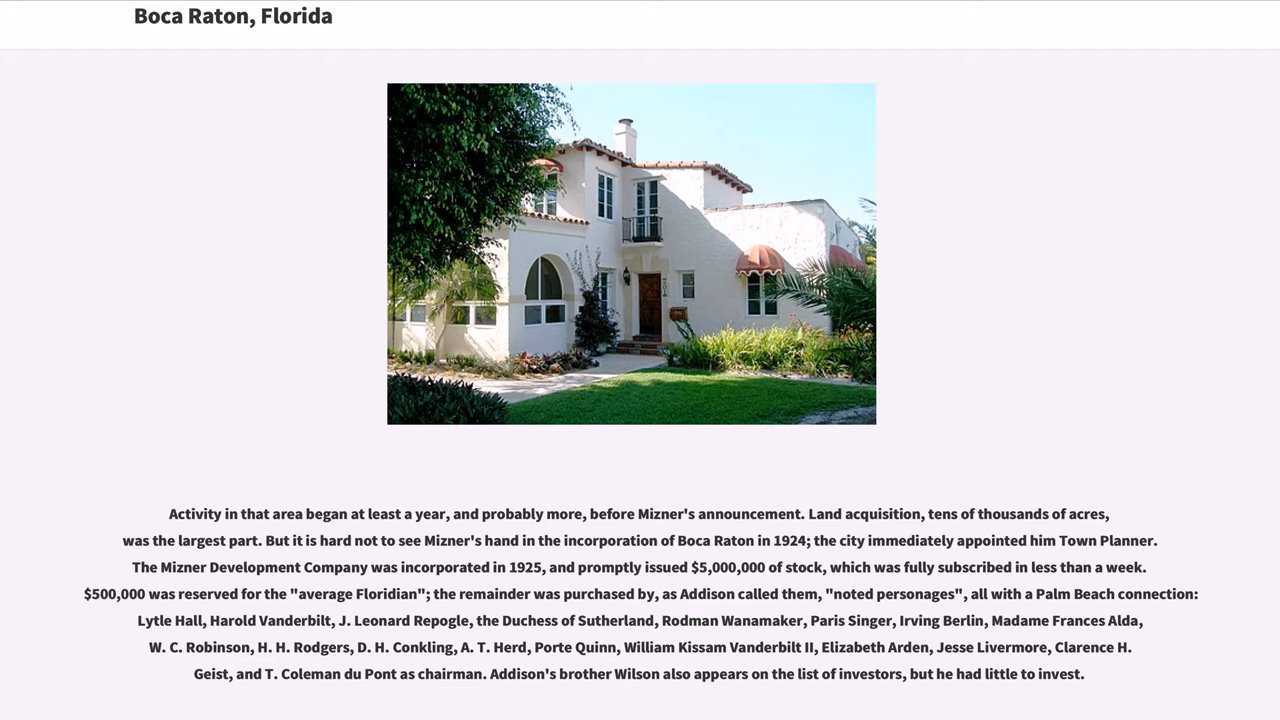 Boca Raton, Florida
Activity in that area began at least a year, and probably more, before Mizner's announcement. Land acquisition, tens of thousands of acres,
was the largest part. But it is hard not to see Mizner's hand in the incorporation of Boca Raton in 1924; the city immediately appointed him Town Planner.
The Mizner Development Company was incorporated in 1925, and promptly issued $5,000,000 of stock, which was fully subscribed in less than a week.
$500,000 was reserved for the "average Floridian"; the remainder was purchased by, as Addison called them, "noted personages", all with a Palm Beach connection:
Lytle Hall, Harold Vanderbilt, J. Leonard Repogle, the Duchess of Sutherland, Rodman Wanamaker, Paris Singer, Irving Berlin, Madame Frances Alda,
W. C. Robinson, H. H. Rodgers, D. H. Conkling, A. T. Herd, Porte Quinn, William Kissam Vanderbilt II, Elizabeth Arden, Jesse Livermore, Clarence H.
Geist, and T. Coleman du Pont as chairman. Addison's brother Wilson also appears on the list of investors, but he had little to invest.